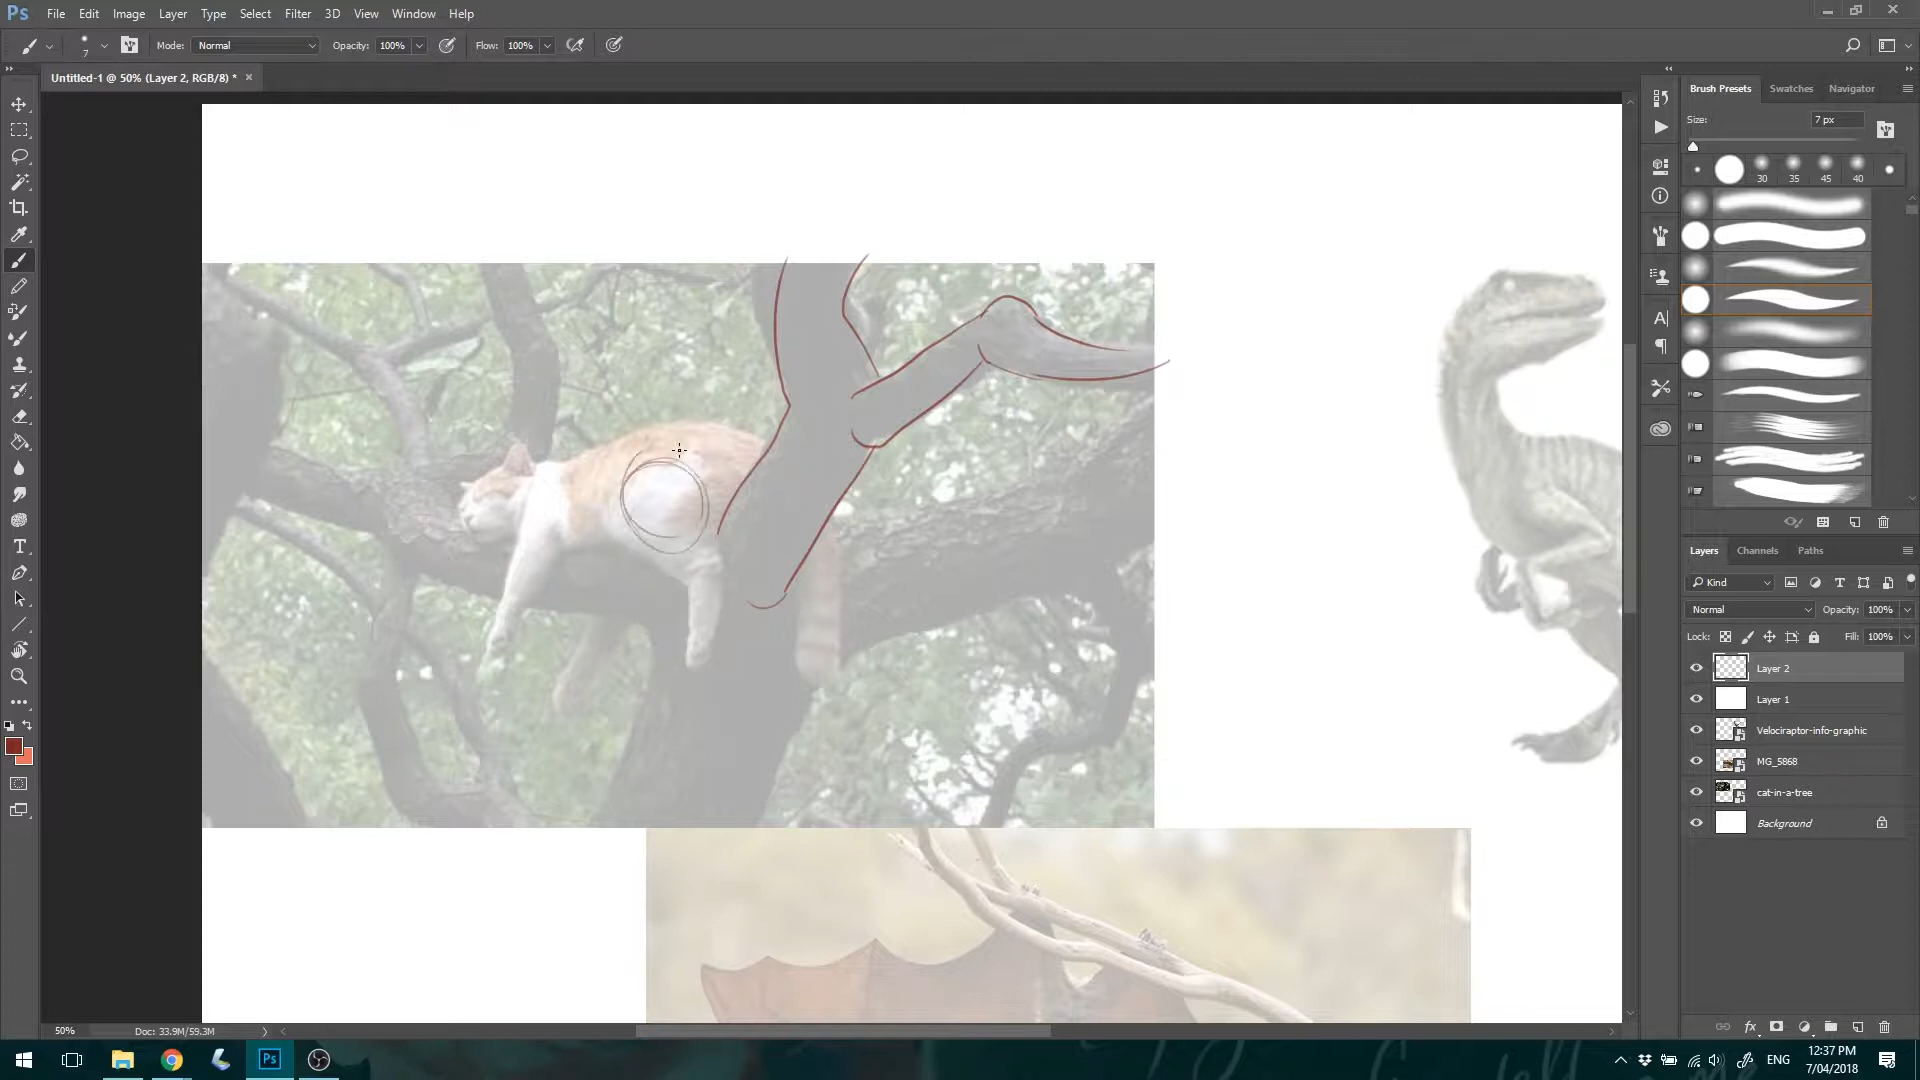 Ps File Edit Image Layer Type Select Filter 3D View Window Help
7 Mode: Normal Opacity: 100% Flow: 100%
Untitled-1 @ 50% (Layer 2, RGB/8) * ×
Brush Presets Swatches Navigator
Size: 7 px
30 35 45 40
Layers Channels Paths
Kind
Normal Opacity: 100%
Lock: Fill: 100%
Layer 2
Layer 1
Velociraptor-info-graphic
MG_5868
cat-in-a-tree
Background
50% Doc: 33.9M/59.3M
Ps
ENG
12:37 PM
7/04/2018